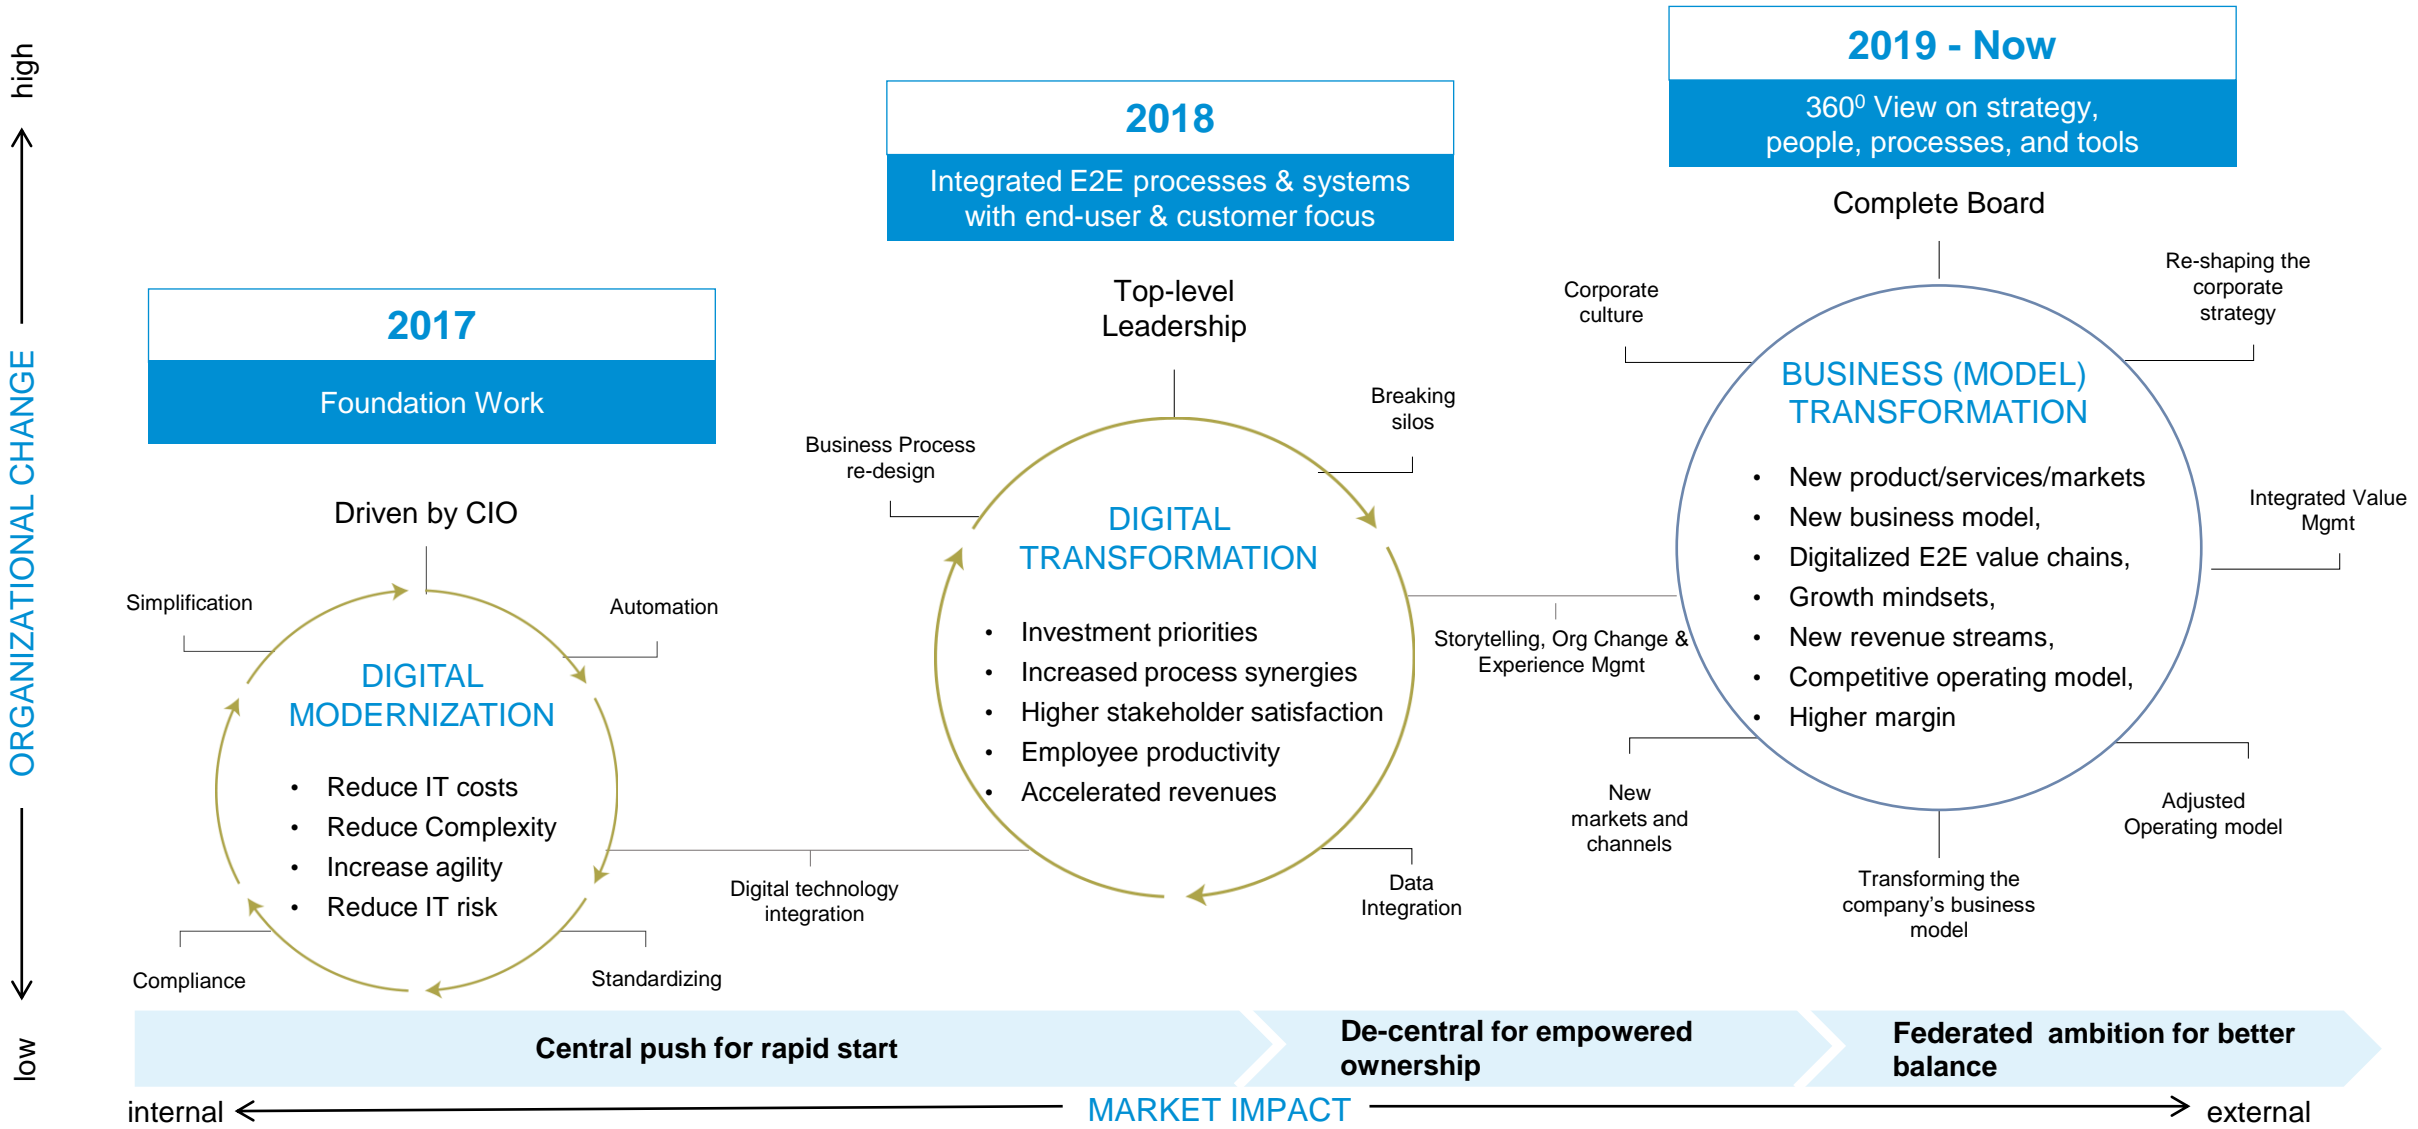 high
ORGANIZATIONAL CHANGE
low
2017
Foundation Work
Driven by CIO
Simplification
Automation
DIGITAL
MODERNIZATION
• Reduce IT costs
• Reduce Complexity
• Increase agility
• Reduce IT risk
Compliance
Standardizing
Digital technology
integration
2018
Integrated E2E processes & systems
with end-user & customer focus
Top-level
Leadership
Business Process
re-design
Breaking
silos
DIGITAL
TRANSFORMATION
• Investment priorities
• Increased process synergies
• Higher stakeholder satisfaction
• Employee productivity
• Accelerated revenues
Data
Integration
Storytelling, Org Change &
Experience Mgmt
2019 - Now
360⁰ View on strategy,
people, processes, and tools
Complete Board
Corporate
culture
Re-shaping the
corporate
strategy
BUSINESS (MODEL)
TRANSFORMATION
• New product/services/markets
• New business model,
• Digitalized E2E value chains,
• Growth mindsets,
• New revenue streams,
• Competitive operating model,
• Higher margin
Integrated Value
Mgmt
New
markets and
channels
Adjusted
Operating model
Transforming the
company's business
model
Central push for rapid start
De-central for empowered
ownership
Federated ambition for better
balance
internal
MARKET IMPACT
external